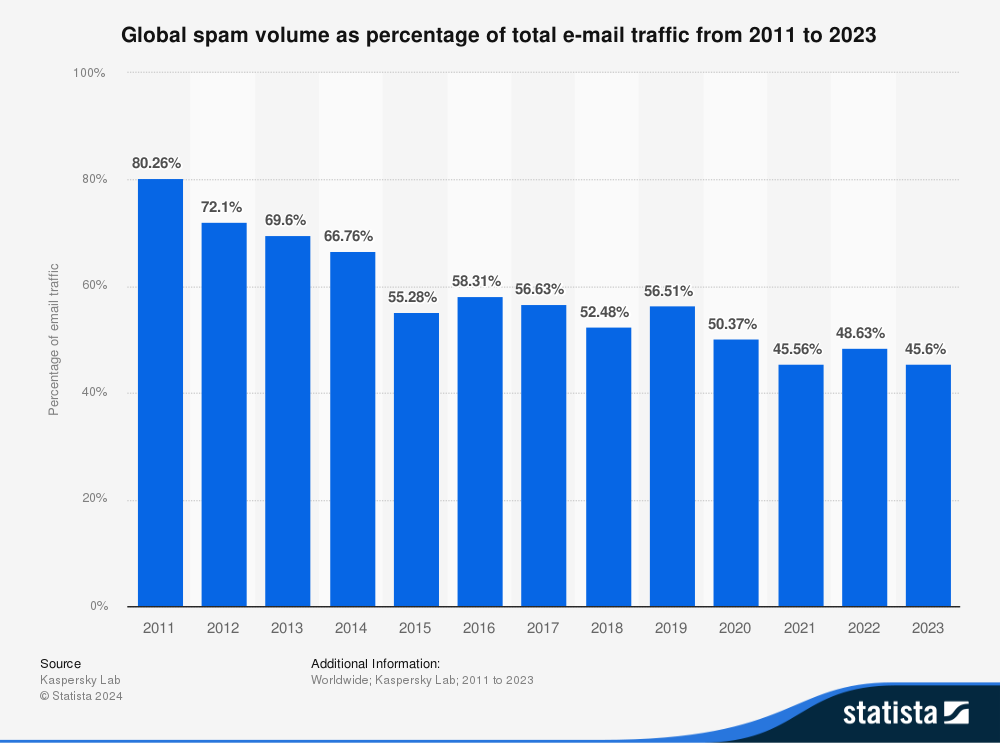 Global spam volume as percentage of total e-mail traffic from 2011 to 2023
Percentage of email traffic
100%
80%
60%
40%
20%
0%
80.26%
72.1%
69.6%
66.76%
55.28%
58.31%
56.63%
52.48%
56.51%
50.37%
45.56%
48.63%
45.6%
2011 2012 2013 2014 2015 2016 2017 2018 2019 2020 2021 2022 2023
Source
Kaspersky Lab
© Statista 2024
Additional Information:
Worldwide; Kaspersky Lab; 2011 to 2023
statista